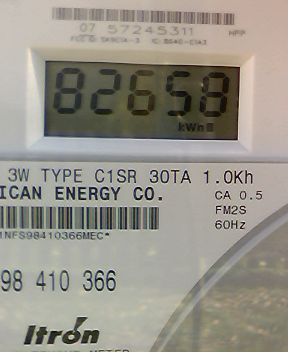 07 57245311
82658
kWh
3W TYPE C1SR 30TA 1.0Kh
ICAN ENERGY CO.
CA 0.5
FM2S
60Hz
1NFS98410366MEC*
98 410 366
Itron